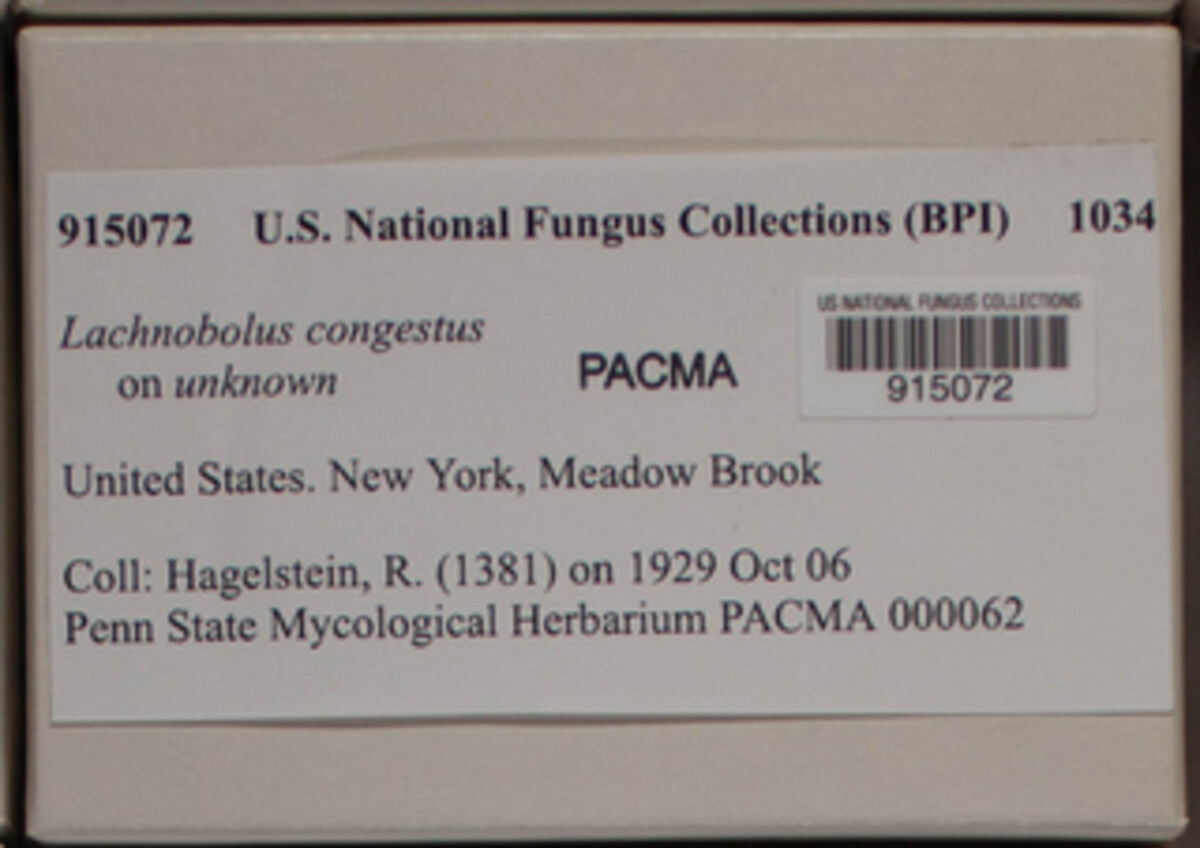 915072 U.S. National Fungus Collections (BPI) 1034
US NATIONAL FUNGUS COLLECTIONS
915072
Lachnobolus congestus
on unknown
PACMA
United States. New York, Meadow Brook
Coll: Hagelstein, R. (1381) on 1929 Oct 06
Penn State Mycological Herbarium PACMA 000062